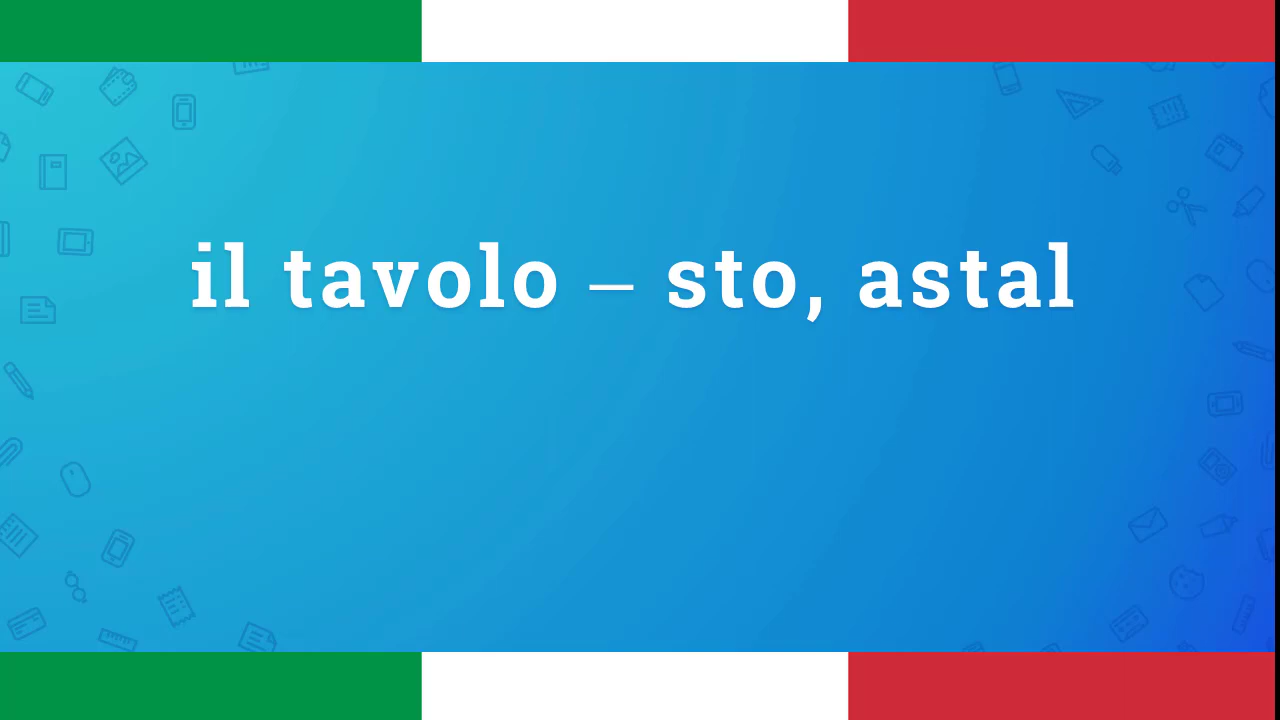 il tavolo – sto, astal